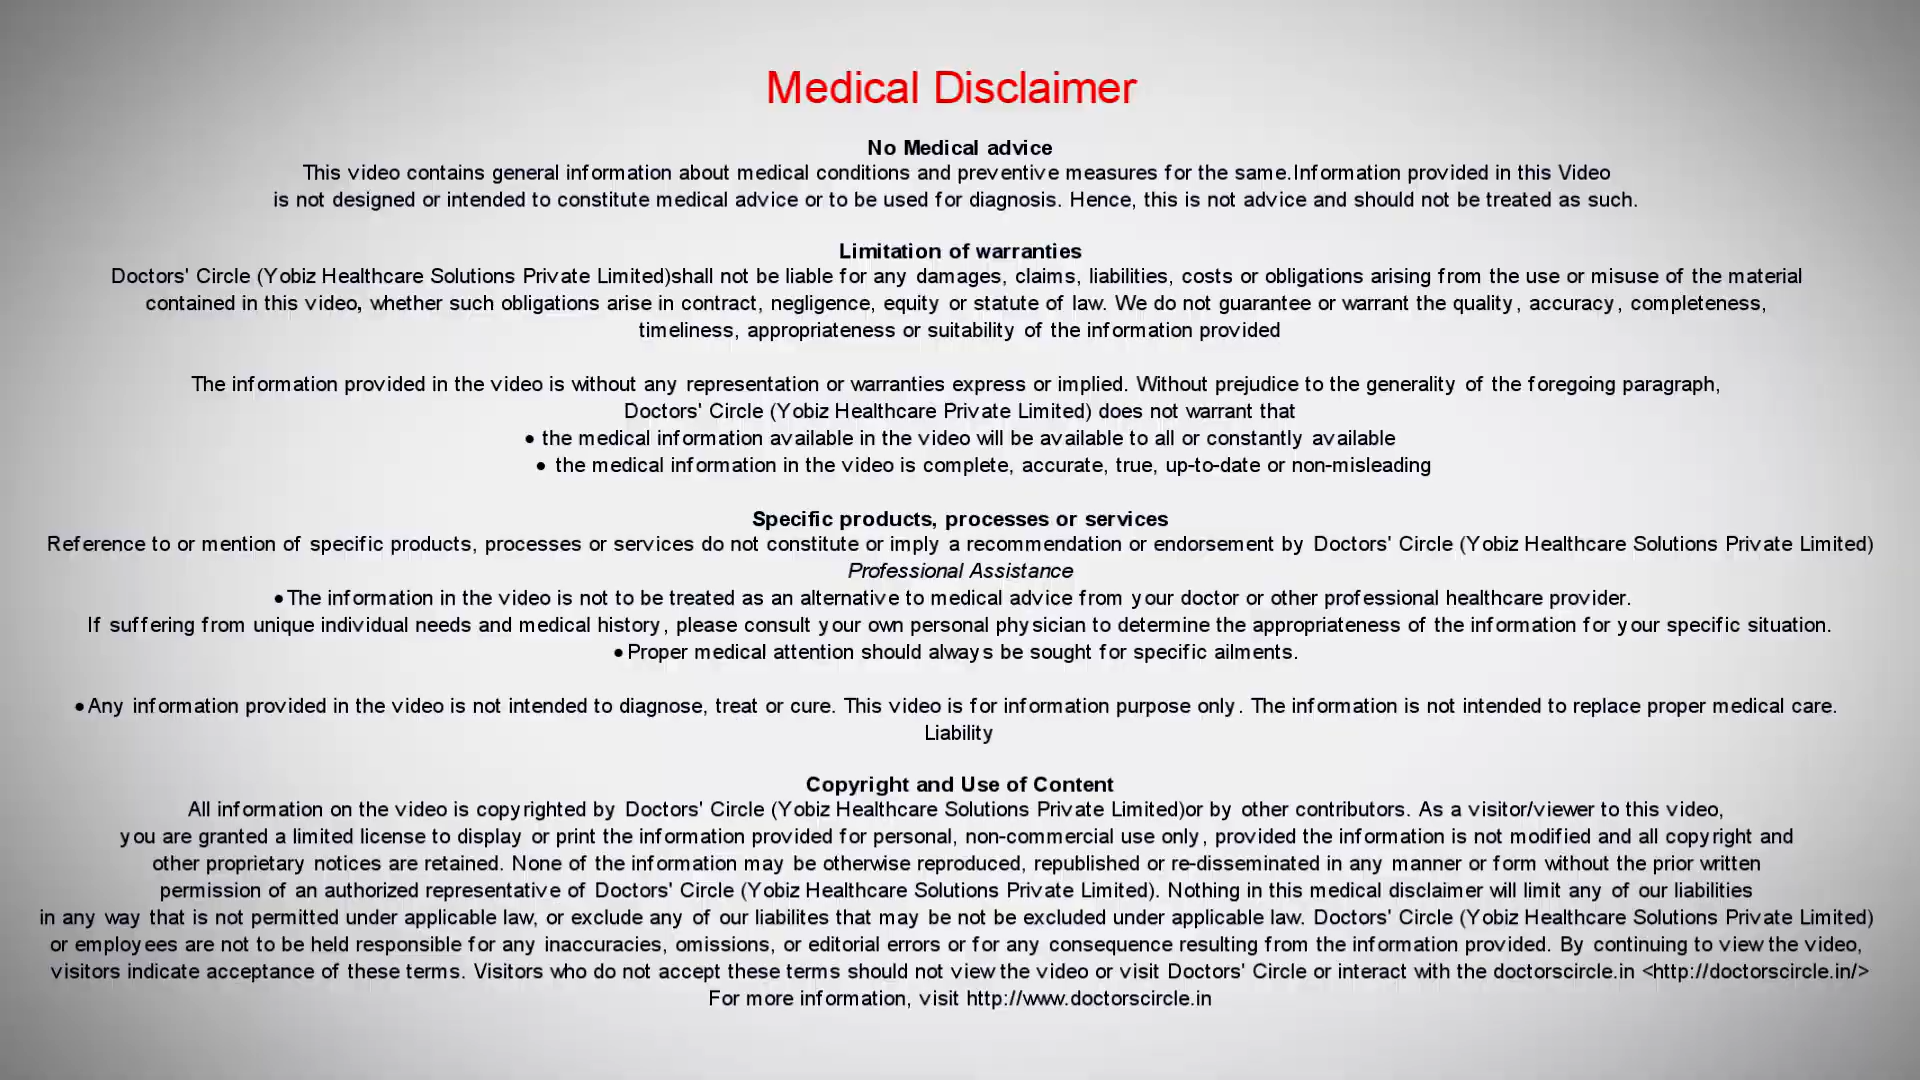 Medical Disclaimer
No Medical advice
This video contains general information about medical conditions and preventive measures for the same.Information provided in this Video
is not designed or intended to constitute medical advice or to be used for diagnosis. Hence, this is not advice and should not be treated as such.
Limitation of warranties
Doctors' Circle (Yobiz Healthcare Solutions Private Limited)shall not be liable for any damages, claims, liabilities, costs or obligations arising from the use or misuse of the material
contained in this video, whether such obligations arise in contract, negligence, equity or statute of law. We do not guarantee or warrant the quality, accuracy, completeness,
timeliness, appropriateness or suitability of the information provided
The information provided in the video is without any representation or warranties express or implied. Without prejudice to the generality of the foregoing paragraph,
Doctors' Circle (Yobiz Healthcare Private Limited) does not warrant that
• the medical information available in the video will be available to all or constantly available
• the medical information in the video is complete, accurate, true, up-to-date or non-misleading
Specific products, processes or services
Reference to or mention of specific products, processes or services do not constitute or imply a recommendation or endorsement by Doctors' Circle (Yobiz Healthcare Solutions Private Limited)
Professional Assistance
•The information in the video is not to be treated as an alternative to medical advice from your doctor or other professional healthcare provider.
If suffering from unique individual needs and medical history, please consult your own personal physician to determine the appropriateness of the information for your specific situation.
•Proper medical attention should always be sought for specific ailments.
•Any information provided in the video is not intended to diagnose, treat or cure. This video is for information purpose only. The information is not intended to replace proper medical care.
Liability
Copyright and Use of Content
All information on the video is copyrighted by Doctors' Circle (Yobiz Healthcare Solutions Private Limited)or by other contributors. As a visitor/viewer to this video,
you are granted a limited license to display or print the information provided for personal, non-commercial use only, provided the information is not modified and all copyright and
other proprietary notices are retained. None of the information may be otherwise reproduced, republished or re-disseminated in any manner or form without the prior written
permission of an authorized representative of Doctors' Circle (Yobiz Healthcare Solutions Private Limited). Nothing in this medical disclaimer will limit any of our liabilities
in any way that is not permitted under applicable law, or exclude any of our liabilites that may be not be excluded under applicable law. Doctors' Circle (Yobiz Healthcare Solutions Private Limited)
or employees are not to be held responsible for any inaccuracies, omissions, or editorial errors or for any consequence resulting from the information provided. By continuing to view the video,
visitors indicate acceptance of these terms. Visitors who do not accept these terms should not view the video or visit Doctors' Circle or interact with the doctorscircle.in <http://doctorscircle.in/>
For more information, visit http://www.doctorscircle.in